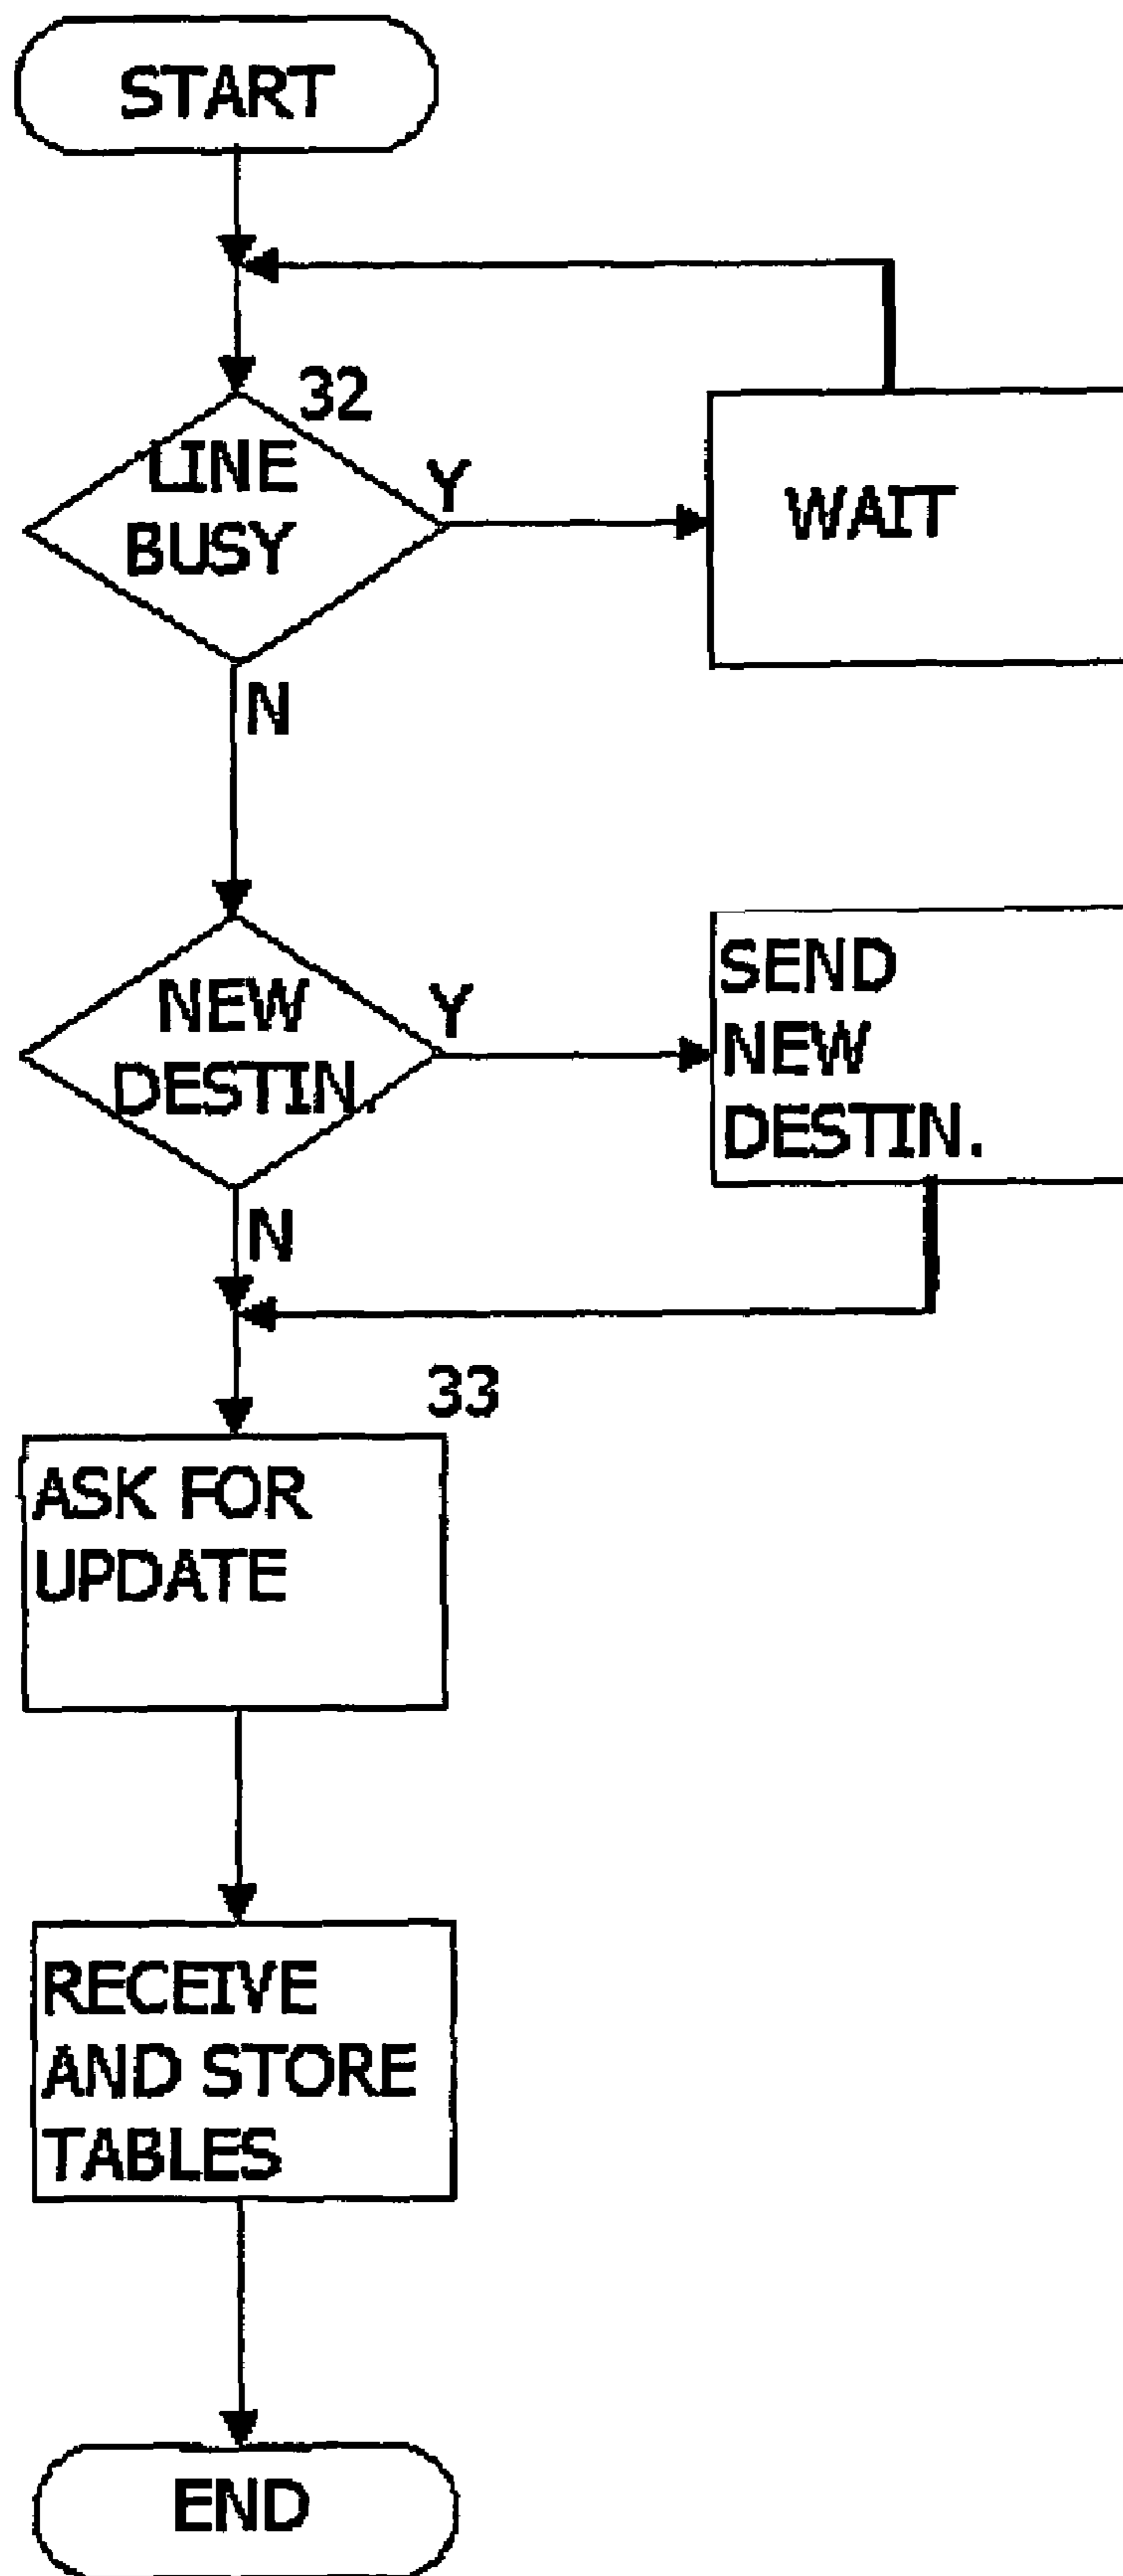 START
32
LINE
BUSY
Y
WAIT
N
NEW
DESTIN.
Y
SEND
NEW
DESTIN.
N
33
ASK FOR
UPDATE
RECEIVE
AND STORE
TABLES
END